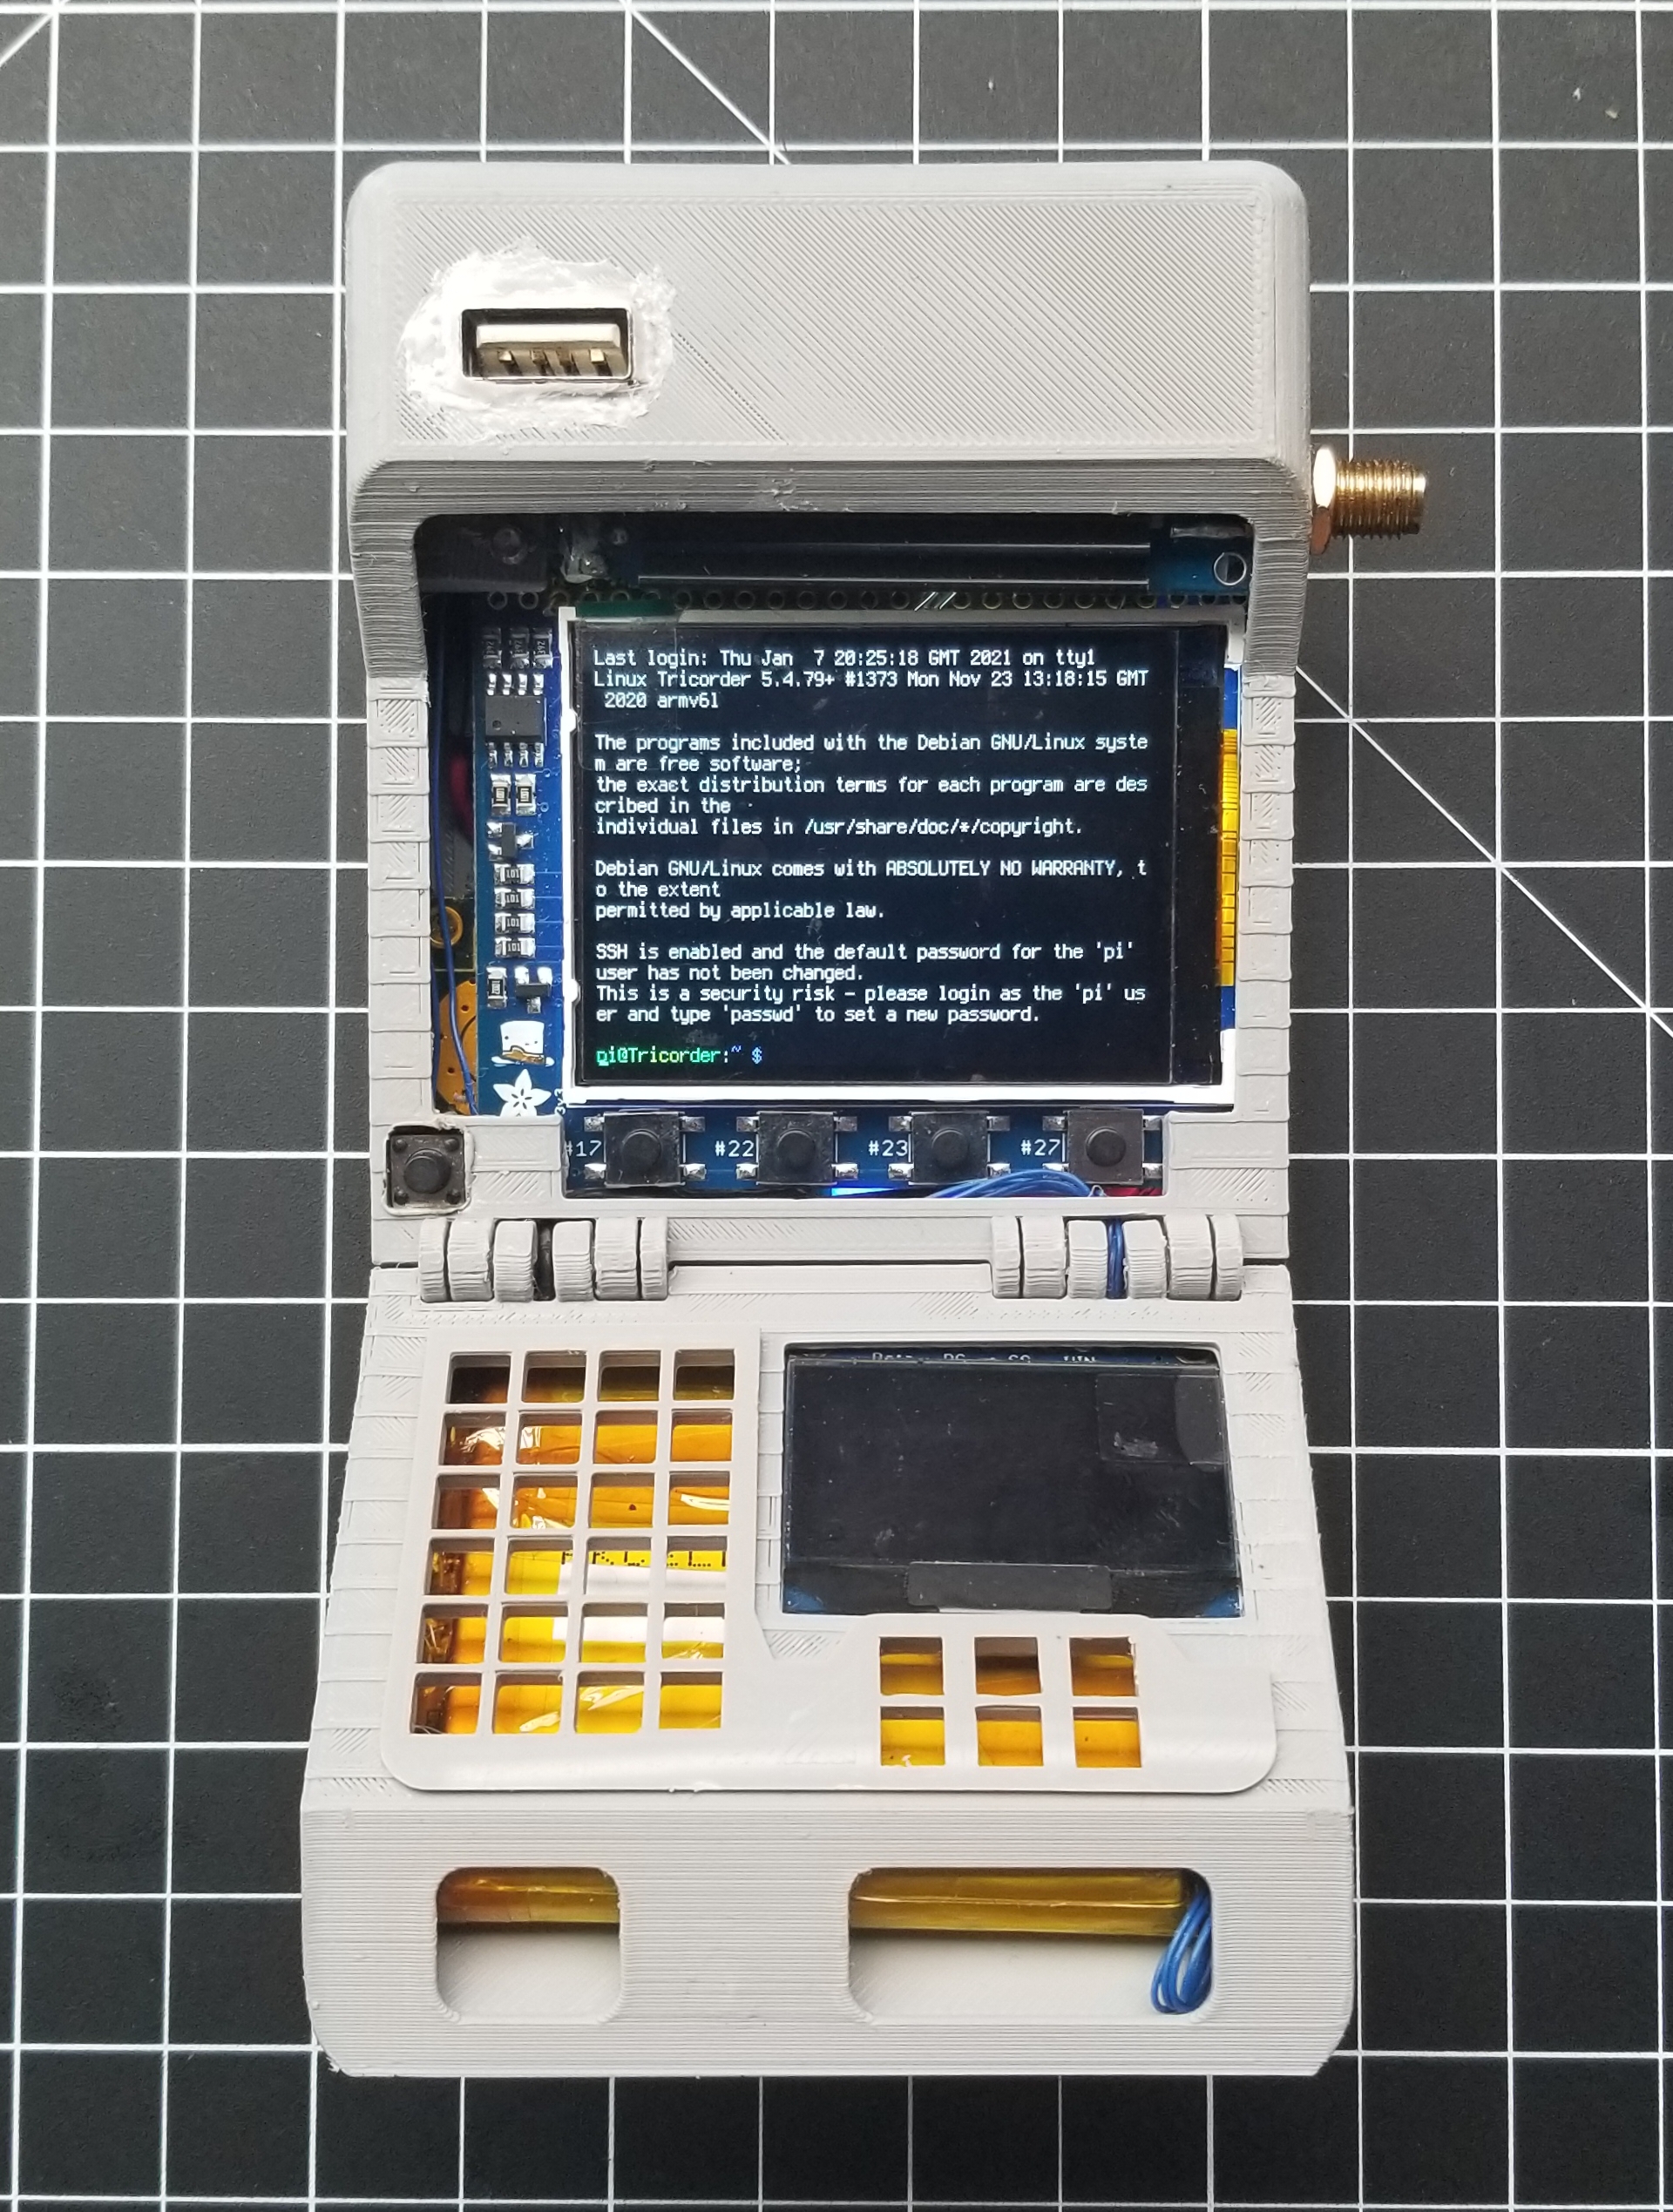 Last login: Thu Jan  7 20:25:18 GMT 2021 on tty1
Linux Tricorder 5.4.79+ #1373 Mon Nov 23 13:18:15 GMT
 2020 armv6l
The programs included with the Debian GNU/Linux syste
m are free software;
the exact distribution terms for each program are des
cribed in the
individual files in /usr/share/doc/*/copyright.
Debian GNU/Linux comes with ABSOLUTELY NO WARRANTY, t
o the extent
permitted by applicable law.
SSH is enabled and the default password for the 'pi'
user has not been changed.
This is a security risk - please login as the 'pi' us
er and type 'passwd' to set a new password.
pi@Tricorder:~ $
101
101
101
101
3v3
#17 #22 #23 #27